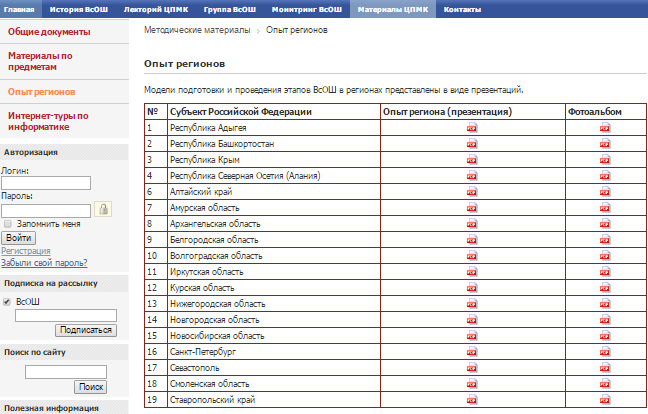 Главная История ВсОШ Лекторий ЦПМК Группа ВсОШ Мониторинг ВсОШ Материалы ЦПМК Контакты
Общие документы
Материалы по
предметам
Опыт регионов
Интернет-туры по
информатике
Авторизация
Логин:
Пароль:
Запомнить меня
Войти
Регистрация
Забыли свой пароль?
Подписка на рассылку
ВсОШ
Подписаться
Поиск по сайту
Поиск
Полезная информация
Методические материалы › Опыт регионов
Опыт регионов
Модели подготовки и проведения этапов ВсОШ в регионах представлены в виде презентаций.
№ Субъект Российской Федерации Опыт региона (презентация) Фотоальбом
1 Республика Адыгея
2 Республика Башкортостан
3 Республика Крым
4 Республика Северная Осетия (Алания)
6 Алтайский край
7 Амурская область
8 Архангельская область
9 Белгородская область
10 Волгоградская область
11 Иркутская область
12 Курская область
13 Нижегородская область
14 Новгородская область
15 Новосибирская область
16 Санкт-Петербург
17 Севастополь
18 Смоленская область
19 Ставропольский край